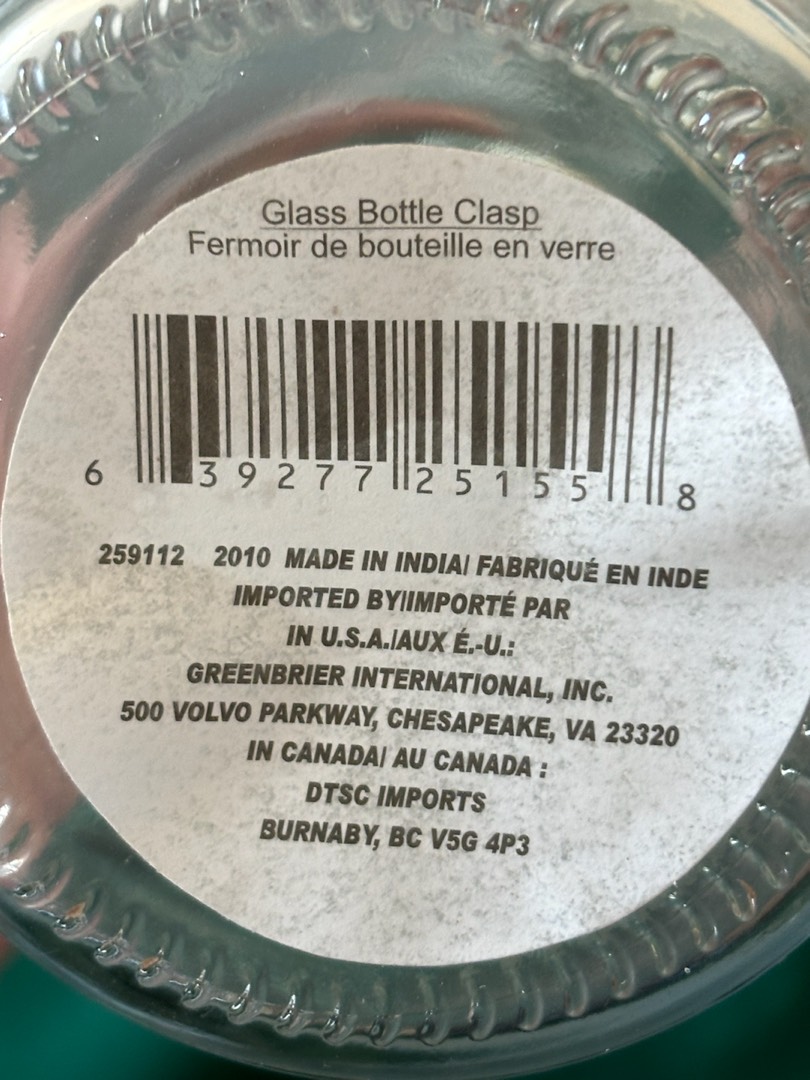 Glass Bottle Clasp
Fermoir de bouteille en verre
6 39277 25155 8
259112 2010 MADE IN INDIA/ FABRIQUÉ EN INDE
IMPORTED BY/IMPORTÉ PAR
IN U.S.A./AUX É.-U.:
GREENBRIER INTERNATIONAL, INC.
500 VOLVO PARKWAY, CHESAPEAKE, VA 23320
IN CANADA/ AU CANADA :
DTSC IMPORTS
BURNABY, BC V5G 4P3